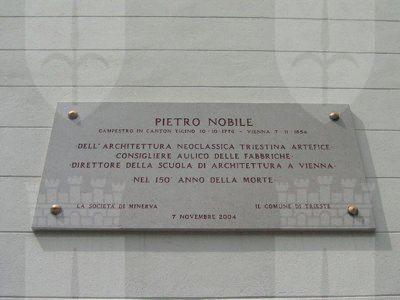 PIETRO NOBILE
CAMPESTRO IN CANTON TICINO 10·10·1776 – VIENNA 7·11·1854
·DELL'ARCHITETTURA NEOCLASSICA TRIESTINA ARTEFICE·
CONSIGLIERE AULICO DELLE FABBRICHE·
·DIRETTORE DELLA SCUOLA DI ARCHITETTURA A VIENNA·
NEL 150° ANNO DELLA MORTE
LA SOCIETÀ DI MINERVA IL COMUNE DI TRIESTE
7 NOVEMBRE 2004